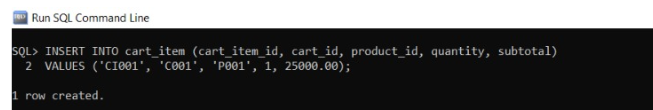 Run SQL Command Line
SQL> INSERT INTO cart_item (cart_item_id, cart_id, product_id, quantity, subtotal)
2 VALUES ('CI001', 'C001', 'P001', 1, 25000.00);
1 row created.